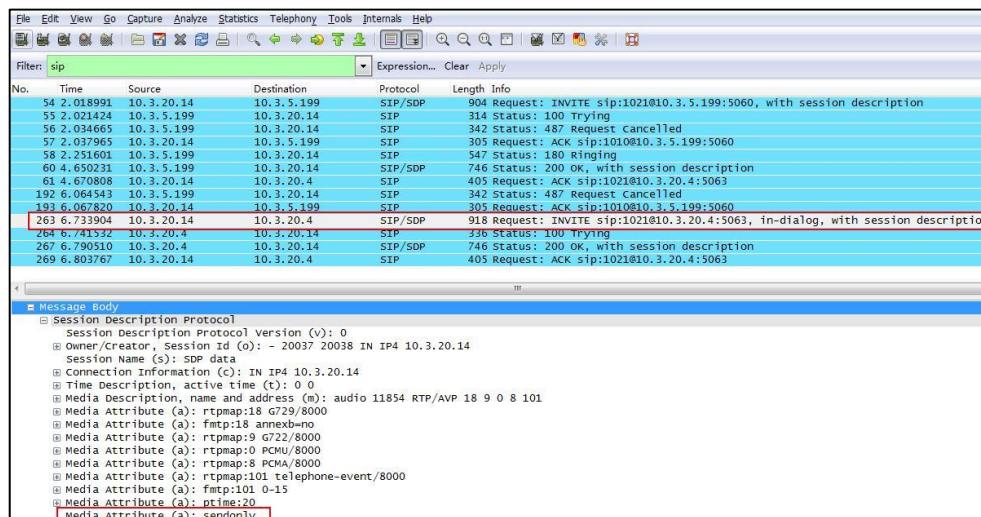 File Edit View Go Capture Analyze Statistics Telephony Tools Internals Help
Filter: sip Expression... Clear Apply
No. Time Source Destination Protocol Length Info
54 2.018991 10.3.20.14 10.3.5.199 SIP/SDP 904 Request: INVITE sip:1021@10.3.5.199:5060, with session description
55 2.021424 10.3.5.199 10.3.20.14 SIP 314 Status: 100 Trying
56 2.034665 10.3.5.199 10.3.20.14 SIP 342 Status: 487 Request Cancelled
57 2.037965 10.3.20.14 10.3.5.199 SIP 305 Request: ACK sip:1010@10.3.5.199:5060
58 2.251601 10.3.5.199 10.3.20.14 SIP 547 Status: 180 Ringing
60 4.650231 10.3.5.199 10.3.20.14 SIP/SDP 746 Status: 200 OK, with session description
61 4.670808 10.3.20.14 10.3.20.4 SIP 405 Request: ACK sip:1021@10.3.20.4:5063
192 6.064543 10.3.5.199 10.3.20.14 SIP 342 Status: 487 Request Cancelled
193 6.067820 10.3.20.14 10.3.5.199 SIP 305 Request: ACK sip:1010@10.3.5.199:5060
263 6.733904 10.3.20.14 10.3.20.4 SIP/SDP 918 Request: INVITE sip:1021@10.3.20.4:5063, in-dialog, with session descriptio
264 6.741532 10.3.20.4 10.3.20.14 SIP 336 Status: 100 Trying
267 6.790510 10.3.20.4 10.3.20.14 SIP/SDP 746 Status: 200 OK, with session description
269 6.803767 10.3.20.14 10.3.20.4 SIP 405 Request: ACK sip:1021@10.3.20.4:5063
Message Body
Session Description Protocol
Session Description Protocol Version (v): 0
Owner/Creator, Session Id (o): - 20037 20038 IN IP4 10.3.20.14
Session Name (s): SDP data
Connection Information (c): IN IP4 10.3.20.14
Time Description, active time (t): 0 0
Media Description, name and address (m): audio 11854 RTP/AVP 18 9 0 8 101
Media Attribute (a): rtpmap:18 G729/8000
Media Attribute (a): fmtp:18 annexb=no
Media Attribute (a): rtpmap:9 G722/8000
Media Attribute (a): rtpmap:0 PCMU/8000
Media Attribute (a): rtpmap:8 PCMA/8000
Media Attribute (a): rtpmap:101 telephone-event/8000
Media Attribute (a): fmtp:101 0-15
Media Attribute (a): ptime:20
Media Attribute (a): sendonly